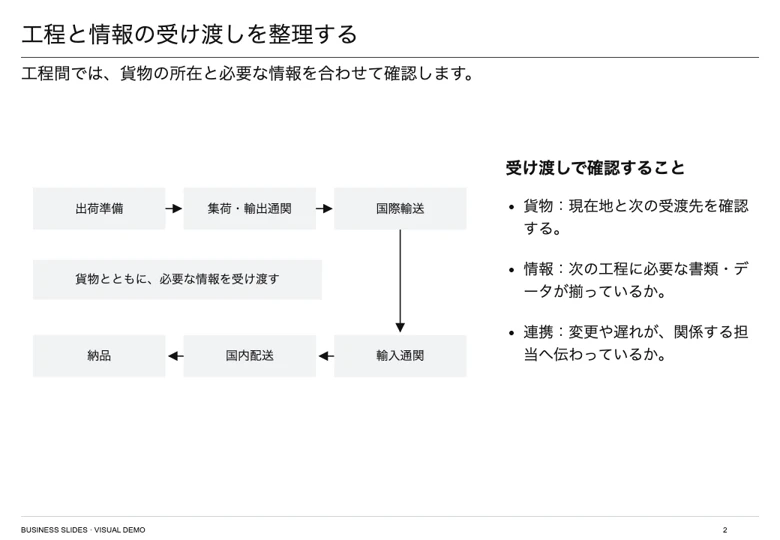 工程と情報の受け渡しを整理する
工程間では、貨物の所在と必要な情報を合わせて確認します。
出荷準備
集荷・輸出通関
国際輸送
貨物とともに、必要な情報を受け渡す
納品
国内配送
輸入通関
受け渡しで確認すること
• 貨物：現在地と次の受渡先を確認
する。
• 情報：次の工程に必要な書類・デ
ータが揃っているか。
• 連携：変更や遅れが、関係する担
当へ伝わっているか。
BUSINESS SLIDES · VISUAL DEMO
2